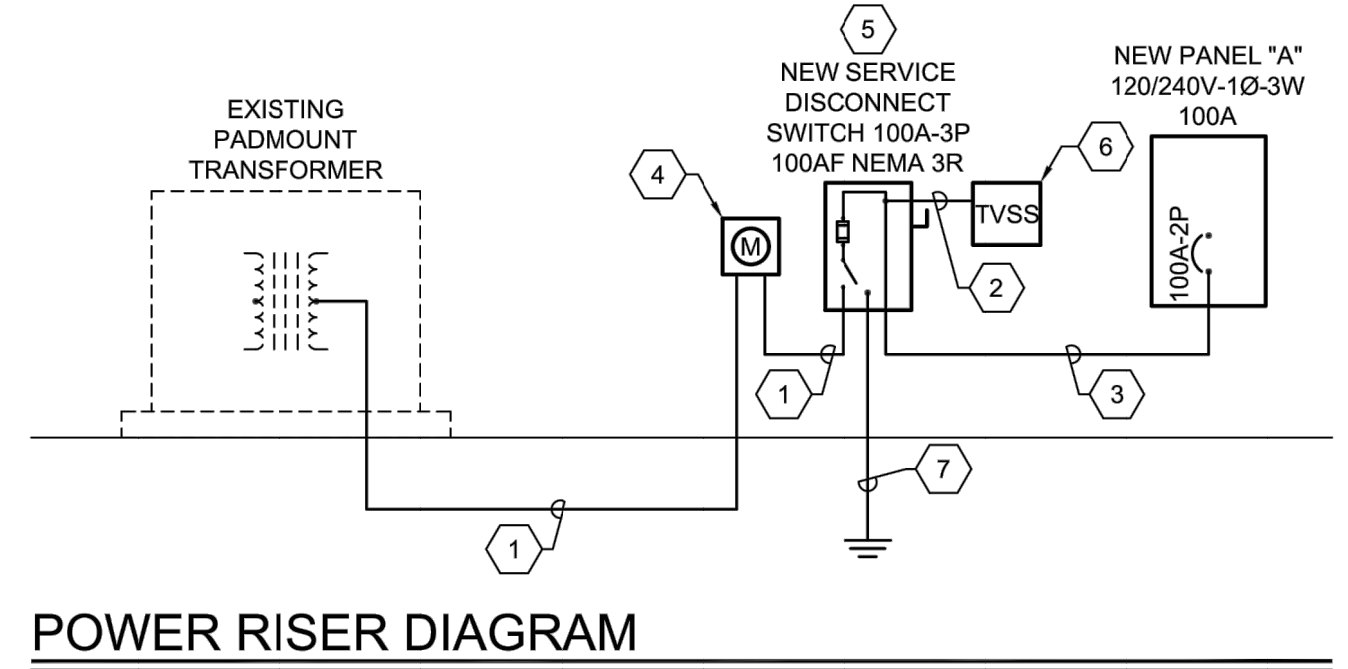 5
NEW SERVICE
DISCONNECT
SWITCH 100A-3P
100AF NEMA 3R
NEW PANEL "A"
120/240V-1Ø-3W
100A
EXISTING
PADMOUNT
TRANSFORMER
4
6
M
TVSS
100A-2P
2
1
3
7
1
POWER RISER DIAGRAM